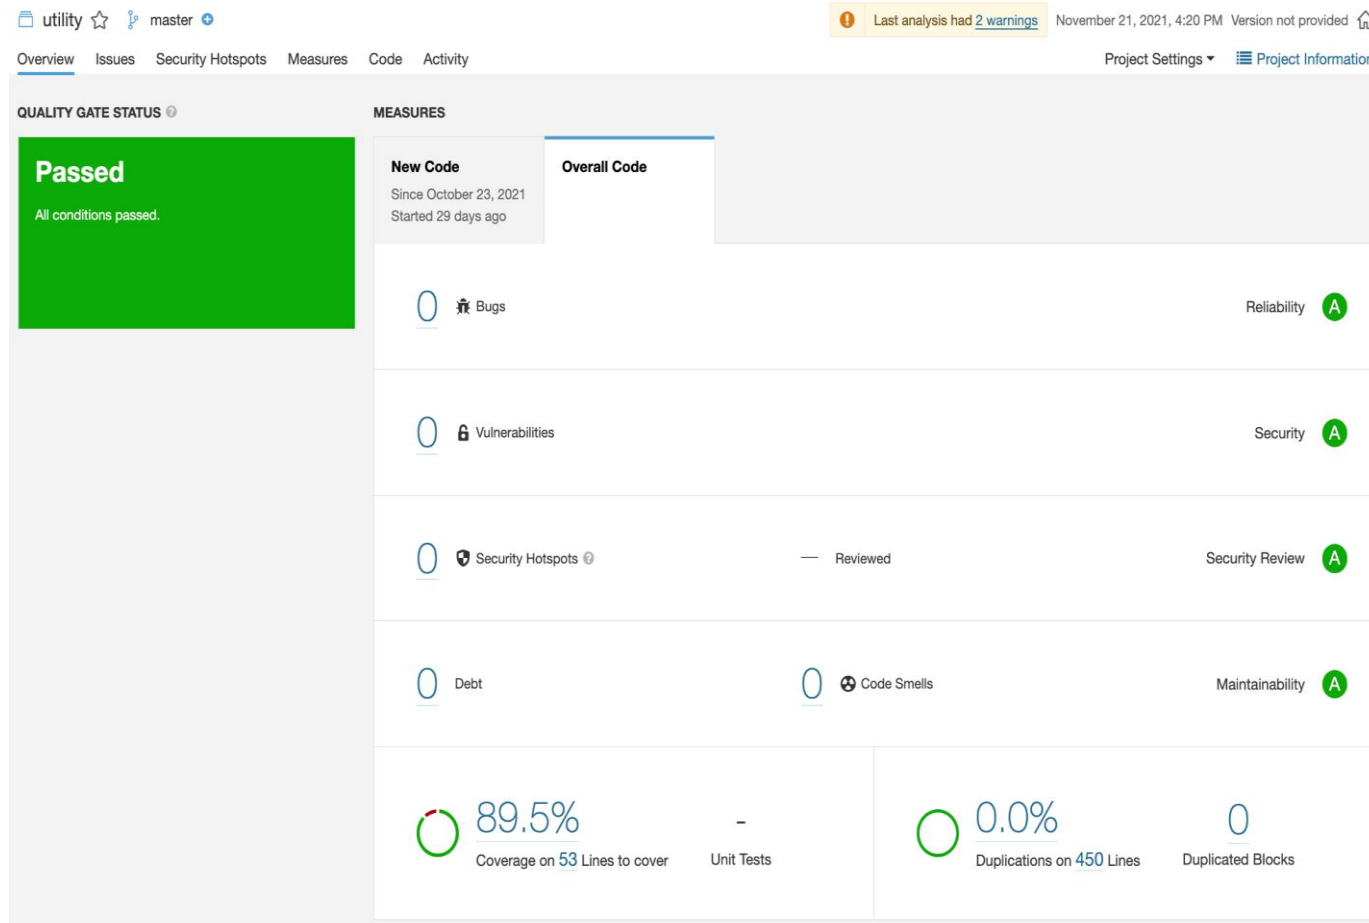 utility master Last analysis had 2 warnings November 21, 2021, 4:20 PM Version not provided
Overview Issues Security Hotspots Measures Code Activity Project Settings Project Information
QUALITY GATE STATUS MEASURES
Passed
All conditions passed.
New Code Overall Code
Since October 23, 2021
Started 29 days ago
0 Bugs Reliability A
0 Vulnerabilities Security A
0 Security Hotspots — Reviewed Security Review A
0 Debt 0 Code Smells Maintainability A
89.5% - 0.0% 0
Coverage on 53 Lines to cover Unit Tests Duplications on 450 Lines Duplicated Blocks